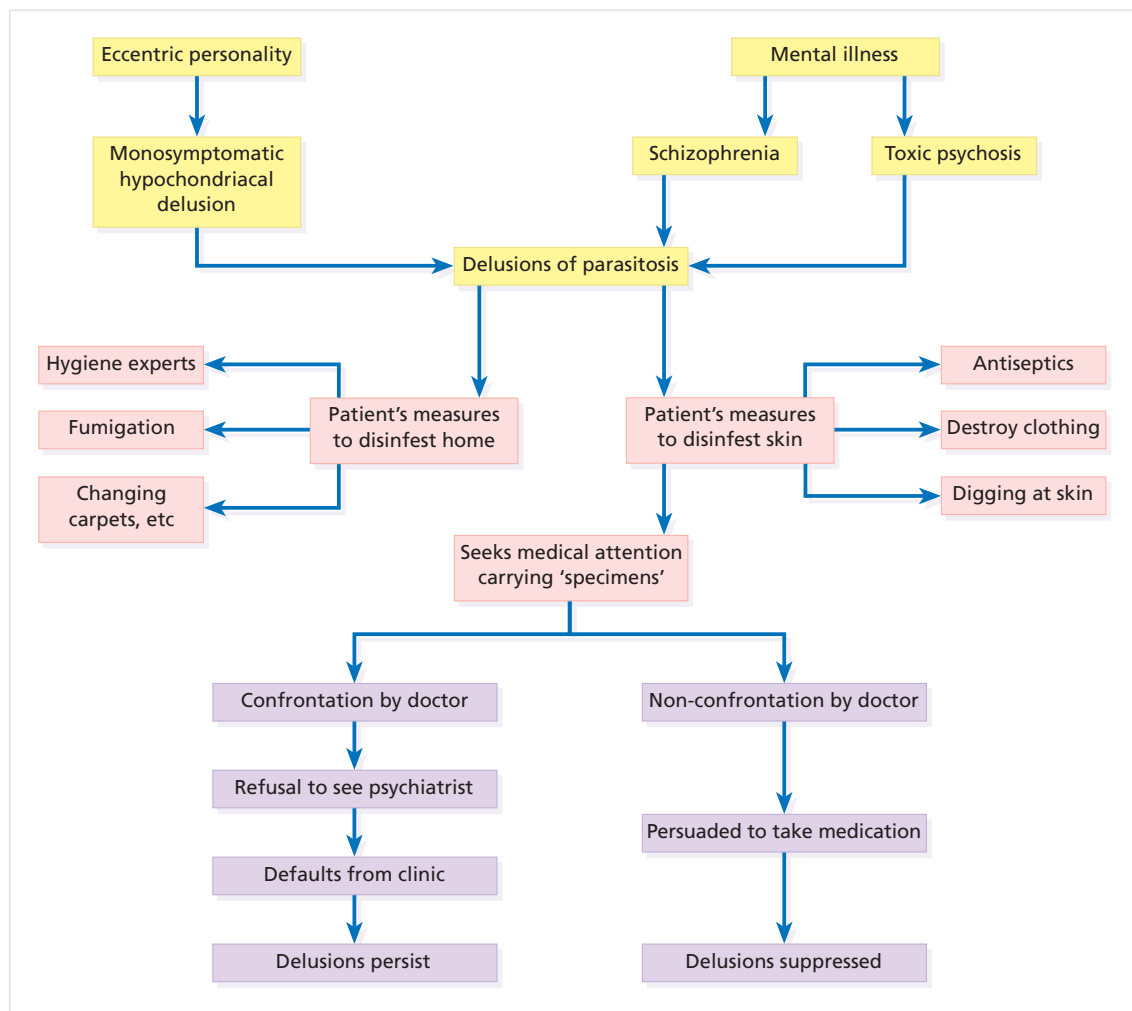 Eccentric personality
Mental illness
Monosymptomatic
hypochondriacal
delusion
Schizophrenia
Toxic psychosis
Delusions of parasitosis
Hygiene experts
Fumigation
Changing
carpets, etc
Patient’s measures
to disinfest home
Patient’s measures
to disinfest skin
Antiseptics
Destroy clothing
Digging at skin
Seeks medical attention
carrying ‘specimens’
Confrontation by doctor
Refusal to see psychiatrist
Defaults from clinic
Delusions persist
Non-confrontation by doctor
Persuaded to take medication
Delusions suppressed